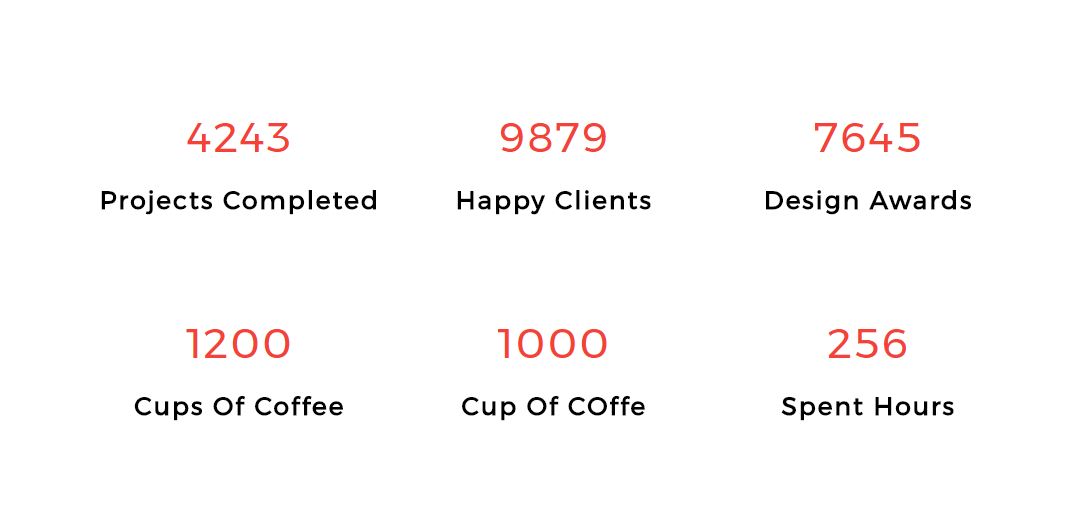 4243 9879 7645
Projects Completed Happy Clients Design Awards
1200 1000 256
Cups Of Coffee Cup Of COffe Spent Hours